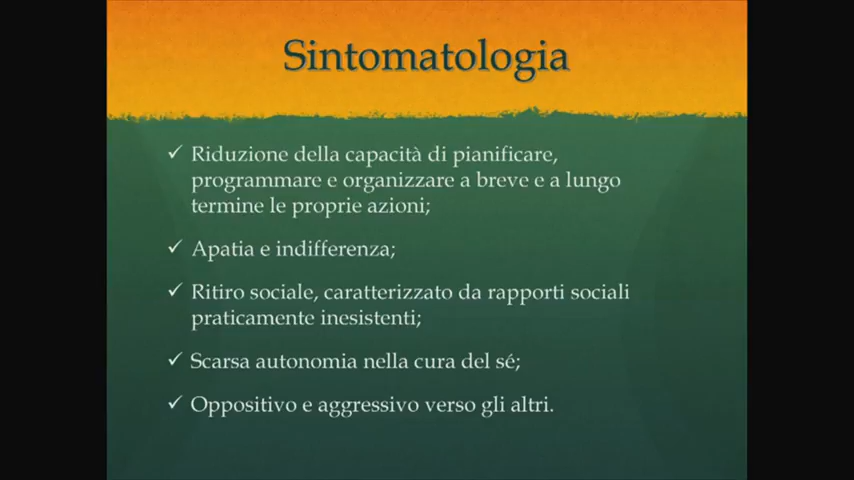 Sintomatologia
Riduzione della capacità di pianificare,
programmare e organizzare a breve e a lungo
termine le proprie azioni;
Apatia e indifferenza;
Ritiro sociale, caratterizzato da rapporti sociali
praticamente inesistenti;
Scarsa autonomia nella cura del sé;
Oppositivo e aggressivo verso gli altri.